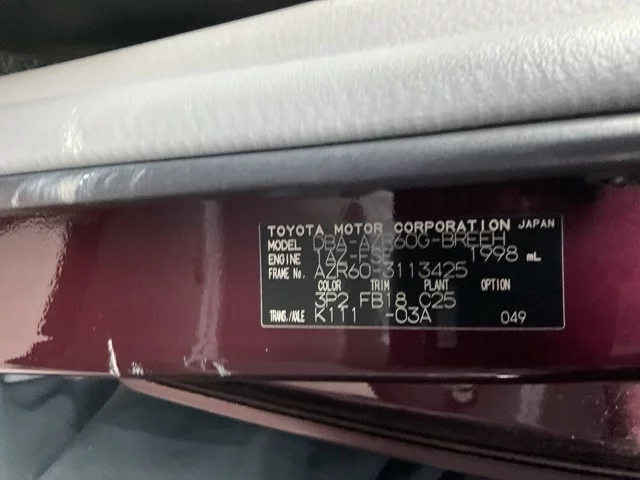 TOYOTA MOTOR CORPORATION JAPAN
MODEL DBA-AZR60G-BREEH
ENGINE 1AZ-FSE 1998 mL
FRAME No. AZR60-3113425
COLOR TRIM PLANT OPTION
3P2 FB18 C25
TRANS./AXLE K111 -03A 049